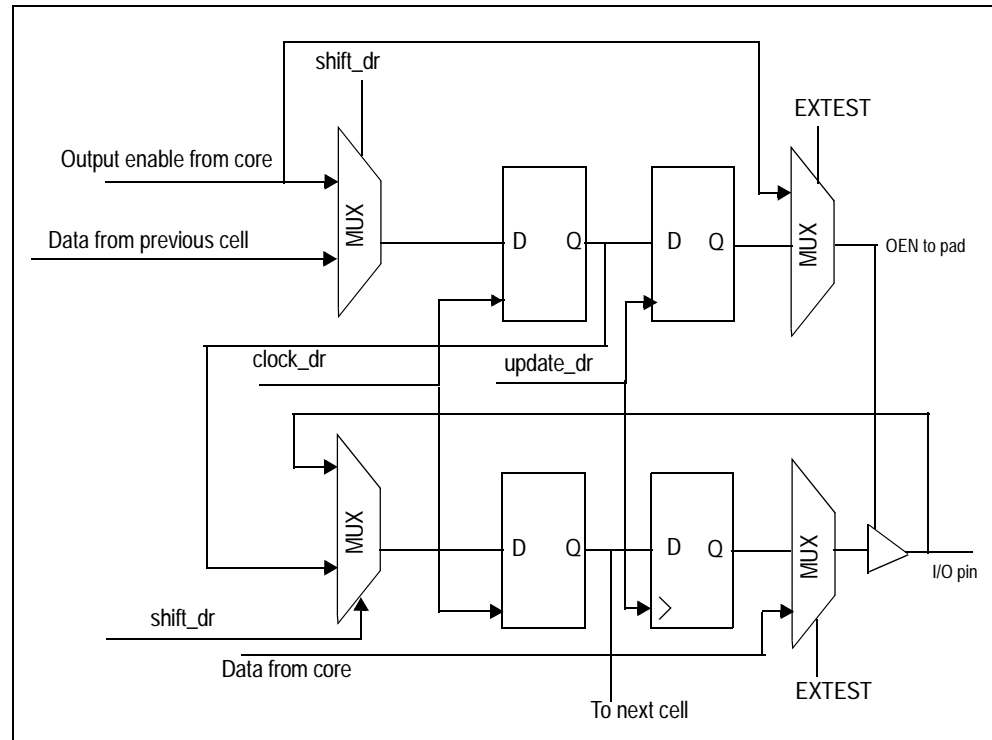 shift_dr
EXTEST
Output enable from core
MUX
MUX
Data from previous cell
D Q
D Q
OEN to pad
clock_dr
update_dr
MUX
MUX
D Q
D Q
I/O pin
shift_dr
Data from core
EXTEST
To next cell